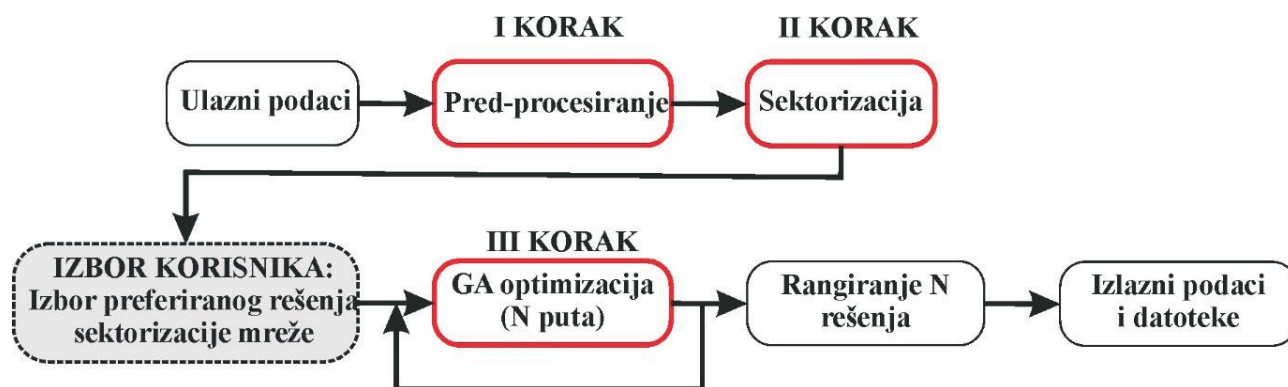 I KORAK
II KORAK
Ulazni podaci
Pred-procesiranje
Sektorizacija
IZBOR KORISNIKA:
Izbor preferiranog rešenja
sektorizacije mreže
III KORAK
GA optimizacija
(N puta)
Rangiranje N
rešenja
Izlazni podaci
i datoteke